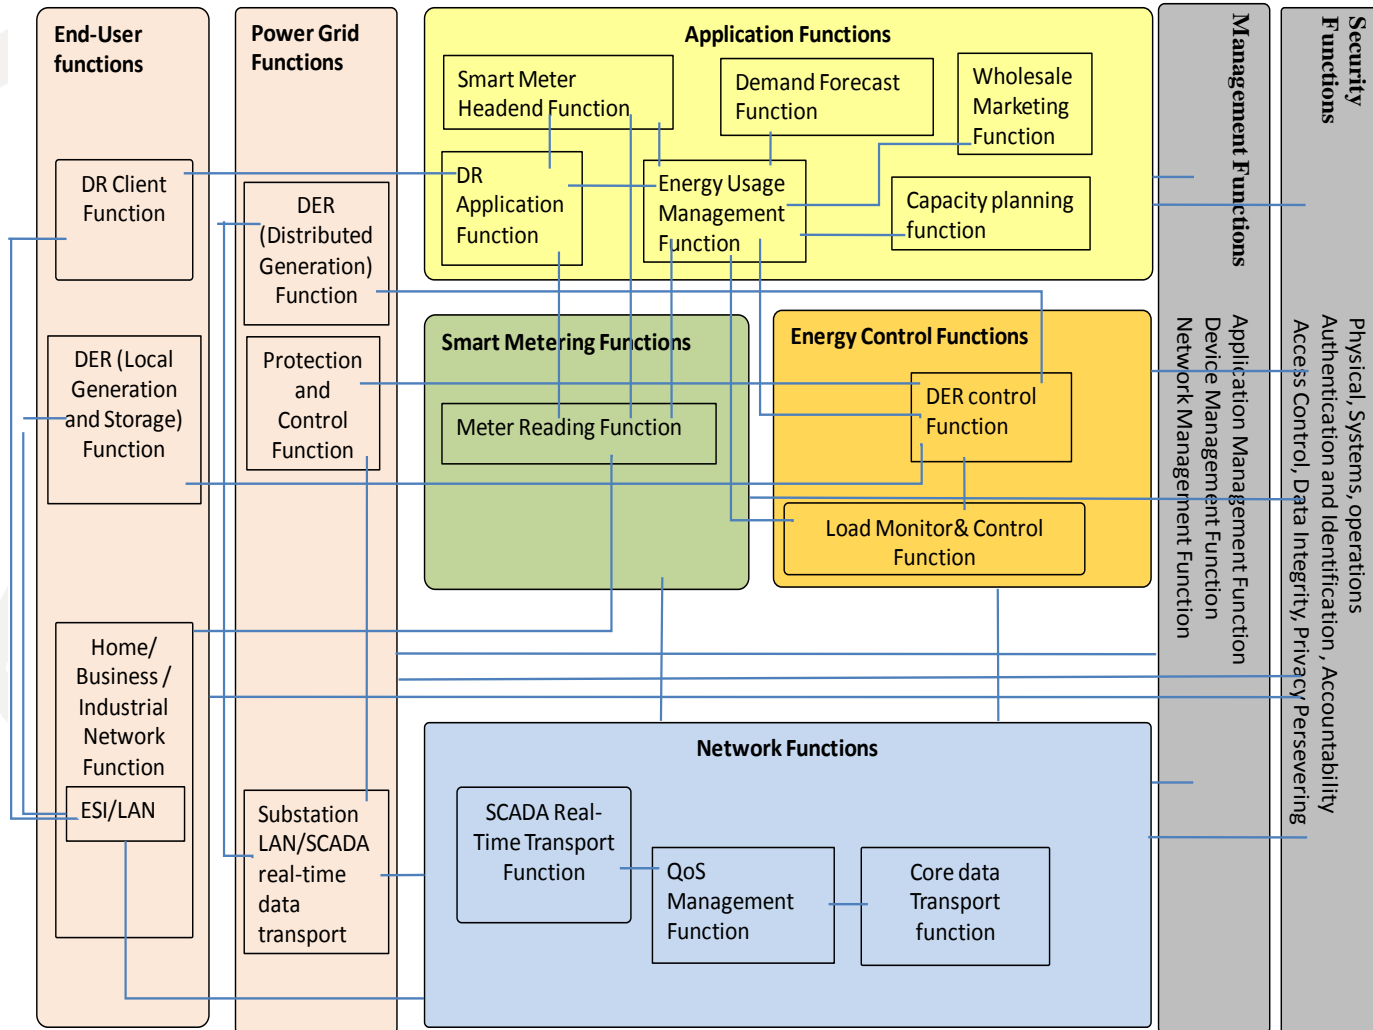 End-User
functions
DR Client
Function
DER (Local
Generation
and Storage)
Function
Home/
Business /
Industrial
Network
Function
ESI/LAN
Power Grid
Functions
DER
(Distributed
Generation)
Function
Protection
and
Control
Function
Substation
LAN/SCADA
real-time
data
transport
Application Functions
Smart Meter
Headend Function
Demand Forecast
Function
Wholesale
Marketing
Function
DR
Application
Function
Energy Usage
Management
Function
Capacity planning
function
Smart Metering Functions
Meter Reading Function
Energy Control Functions
DER control
Function
Load Monitor& Control
Function
Network Functions
SCADA Real-
Time Transport
Function
QoS
Management
Function
Core data
Transport
function
Management Functions
Application Management Function
Device Management Function
Network Management Function
Security
Functions
Physical, Systems, operations
Authentication and Identification , Accountability
Access Control, Data Integrity, Privacy Persevering